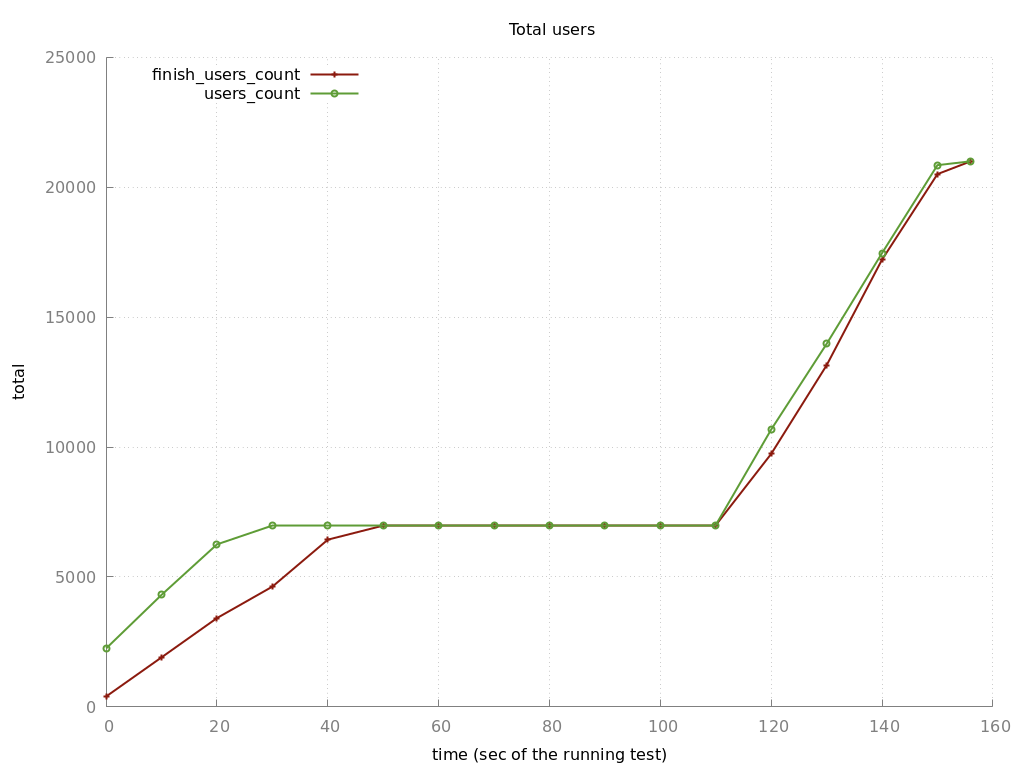 Total users
25000
finish_users_count
users_count
20000
15000
total
10000
5000
0
0 20 40 60 80 100 120 140 160
time (sec of the running test)